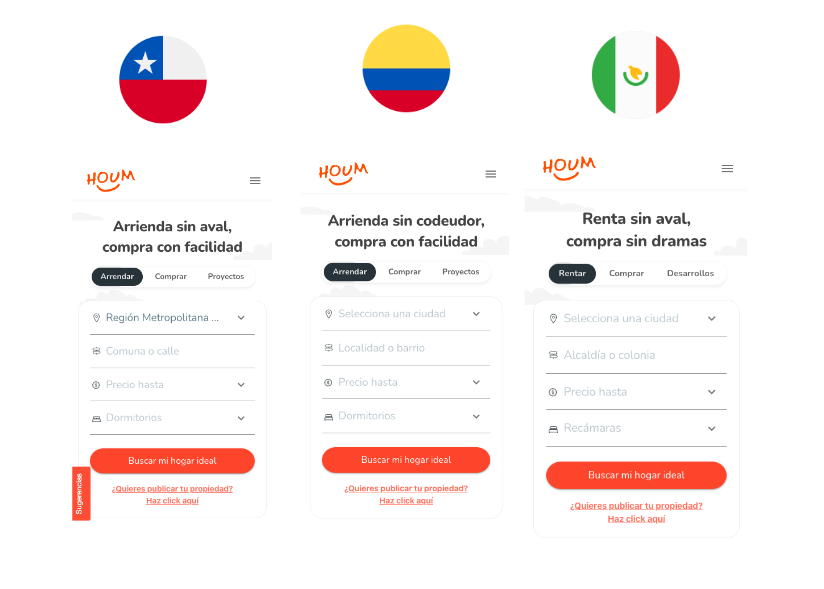 HOUM
Arrienda sin aval,
compra con facilidad
Arrendar
Comprar
Proyectos
Región Metropolitana ...
Comuna o calle
Precio hasta
Dormitorios
Buscar mi hogar ideal
¿Quieres publicar tu propiedad?
Haz click aquí
Sugerencias
HOUM
Arrienda sin codeudor,
compra con facilidad
Arrendar
Comprar
Proyectos
Selecciona una ciudad
Localidad o barrio
Precio hasta
Dormitorios
Buscar mi hogar ideal
¿Quieres publicar tu propiedad?
Haz click aquí
HOUM
Renta sin aval,
compra sin dramas
Rentar
Comprar
Desarrollos
Selecciona una ciudad
Alcaldía o colonia
Precio hasta
Recámaras
Buscar mi hogar ideal
¿Quieres publicar tu propiedad?
Haz click aquí